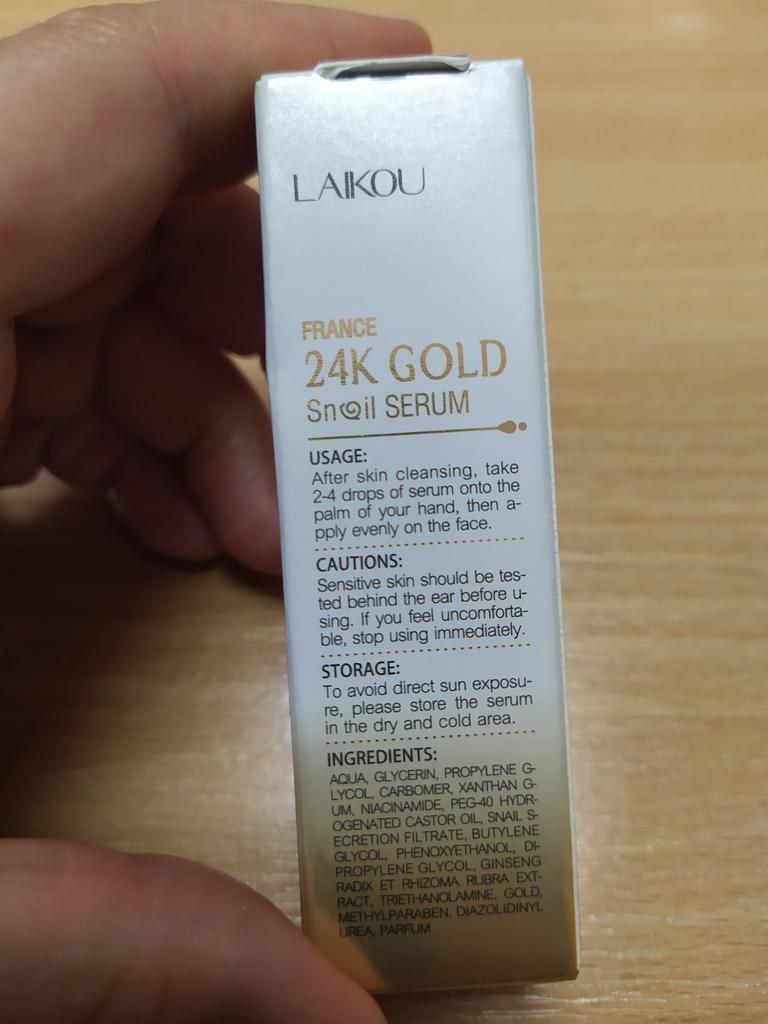 LAIKOU
FRANCE
24K GOLD
Snail SERUM
USAGE:
After skin cleansing, take
2-4 drops of serum onto the
palm of your hand, then a-
pply evenly on the face.
CAUTIONS:
Sensitive skin should be tes-
ted behind the ear before u-
sing. If you feel uncomforta-
ble, stop using immediately.
STORAGE:
To avoid direct sun exposu-
re, please store the serum
in the dry and cold area.
INGREDIENTS:
AQUA, GLYCERIN, PROPYLENE G-
LYCOL, CARBOMER, XANTHAN G-
UM, NIACINAMIDE, PEG-40 HYDR-
OGENATED CASTOR OIL, SNAIL S-
ECRETION FILTRATE, BUTYLENE
GLYCOL, PHENOXYETHANOL, DI-
PROPYLENE GLYCOL, GINSENG
RADIX ET RHIZOMA RUBRA EXT-
RACT, TRIETHANOLAMINE, GOLD,
METHYLPARABEN, DIAZOLIDINYL
UREA, PARFUM